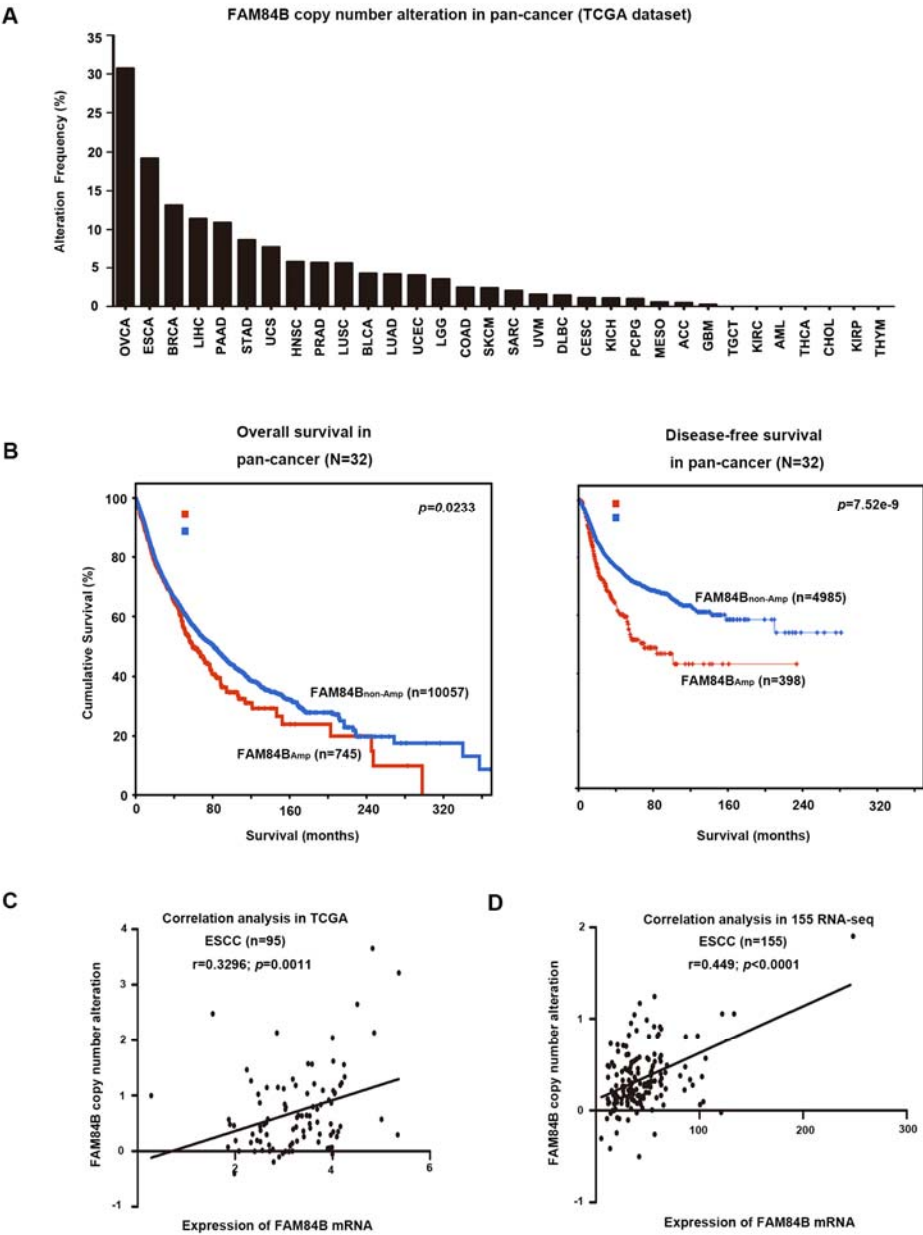 A
FAM84B copy number alteration in pan-cancer (TCGA dataset)
Alteration Frequency (%)
35
30
25
20
15
10
5
0
OVCA
ESCA
BRCA
LIHC
PAAD
STAD
UCS
HNSC
PRAD
LUSC
BLCA
LUAD
UCEC
LGG
COPD
SKCM
SARC
UVM
DLBC
CESC
KICH
PCPG
MESO
ACC
GBM
TGCT
KIRC
AML
THCA
CHOL
KIRP
THYM
B
Overall survival in
pan-cancer (N=32)
p=0.0233
Cumulative Survival (%)
100
80
60
40
20
0
FAM84Bnon-Amp (n=10057)
FAM84BAmp (n=745)
0 80 160 240 320
Survival (months)
Disease-free survival
in pan-cancer (N=32)
p=7.52e-9
FAM84Bnon-Amp (n=4985)
FAM84BAmp (n=398)
0 80 160 240 320
Survival (months)
C
Correlation analysis in TCGA
ESCC (n=95)
r=0.3296; p=0.0011
FAM84B copy number alteration
4
3
2
1
0
-1
2 4 6
Expression of FAM84B mRNA
D
Correlation analysis in 155 RNA-seq
ESCC (n=155)
r=0.449; p<0.0001
FAM84B copy number alteration
2
1
0
-1
100 200 300
Expression of FAM84B mRNA